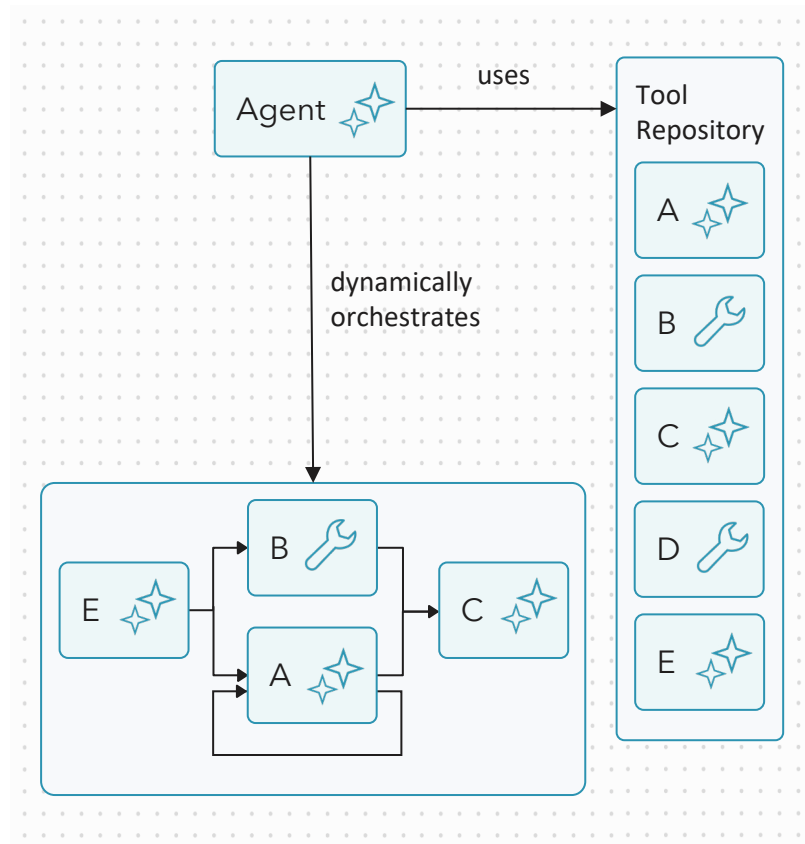 Agent
uses
Tool
Repository
A
B
C
D
E
dynamically
orchestrates
E
B
A
C